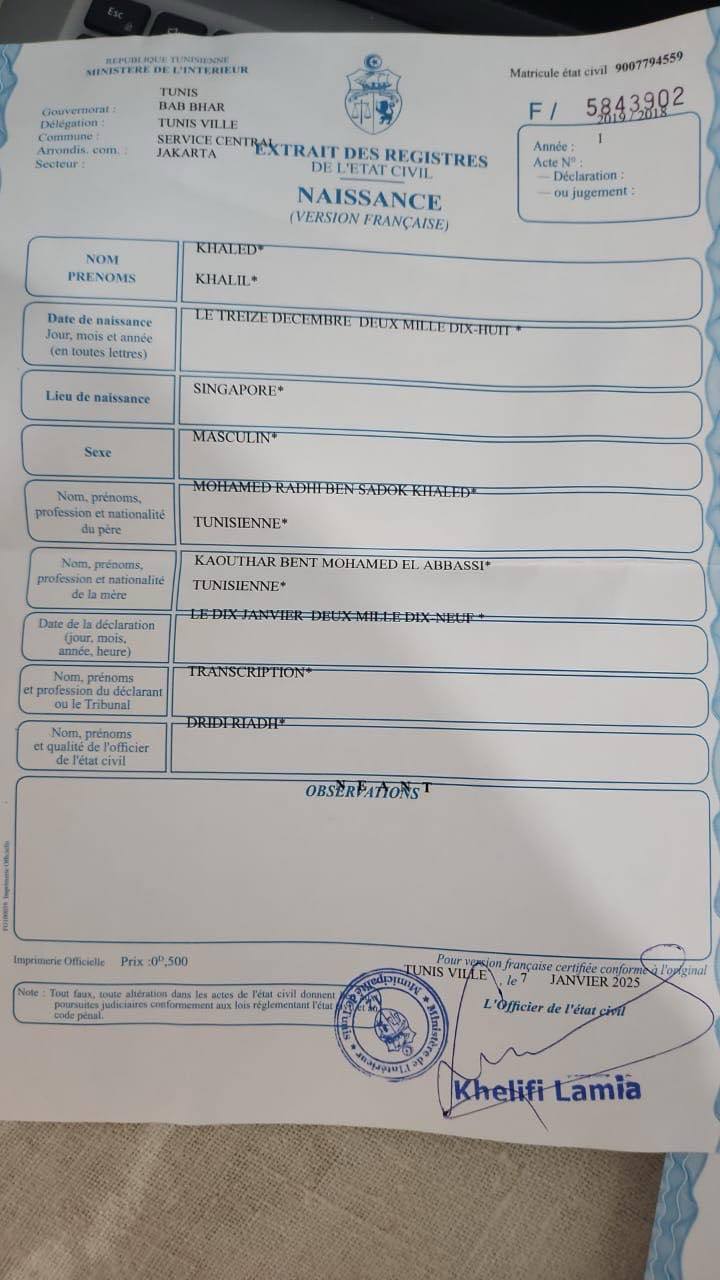 Esc
REPUBLIQUE TUNISIENNE
MINISTERE DE L'INTERIEUR
Matricule état civil 9007794559
Gouvernorat : TUNIS
Délégation : BAB BHAR
Commune : TUNIS VILLE
Arrondis. com. : SERVICE CENTRAL
Secteur : JAKARTA
F / 5843902
2019 / 2018
Année :
1
Acte N° :
— Déclaration :
— ou jugement :
EXTRAIT DES REGISTRES
DE L'ETAT CIVIL
NAISSANCE
(VERSION FRANÇAISE)
NOM
PRENOMS
KHALED*
KHALIL*
Date de naissance
Jour, mois et année
(en toutes lettres)
LE TREIZE DECEMBRE DEUX MILLE DIX-HUIT *
Lieu de naissance
SINGAPORE*
Sexe
MASCULIN*
Nom, prénoms,
profession et nationalité
du père
MOHAMED RADHI BEN SADOK KHALED*
TUNISIENNE*
Nom, prénoms,
profession et nationalité
de la mère
KAOUTHAR BENT MOHAMED EL ABBASSI*
TUNISIENNE*
Date de la déclaration
(jour, mois,
année, heure)
LE DIX JANVIER DEUX MILLE DIX-NEUF *
Nom, prénoms
et profession du déclarant
ou le Tribunal
TRANSCRIPTION*
Nom, prénoms
et qualité de l'officier
de l'état civil
DRIDI RIADH*
OBSERVATIONS
N E A N T
Imprimerie Officielle Prix :0ᴰ,500
Pour version française certifiée conforme à l'original
TUNIS VILLE , le 7 JANVIER 2025
L'Officier de l'état civil
Note : Tout faux, toute altération dans les actes de l'état civil donnent
poursuites judiciaires conformement aux lois réglementant l'état
code pénal.
Ministère de l'Intérieur * Municipalité de Tunis *
Khelifi Lamia